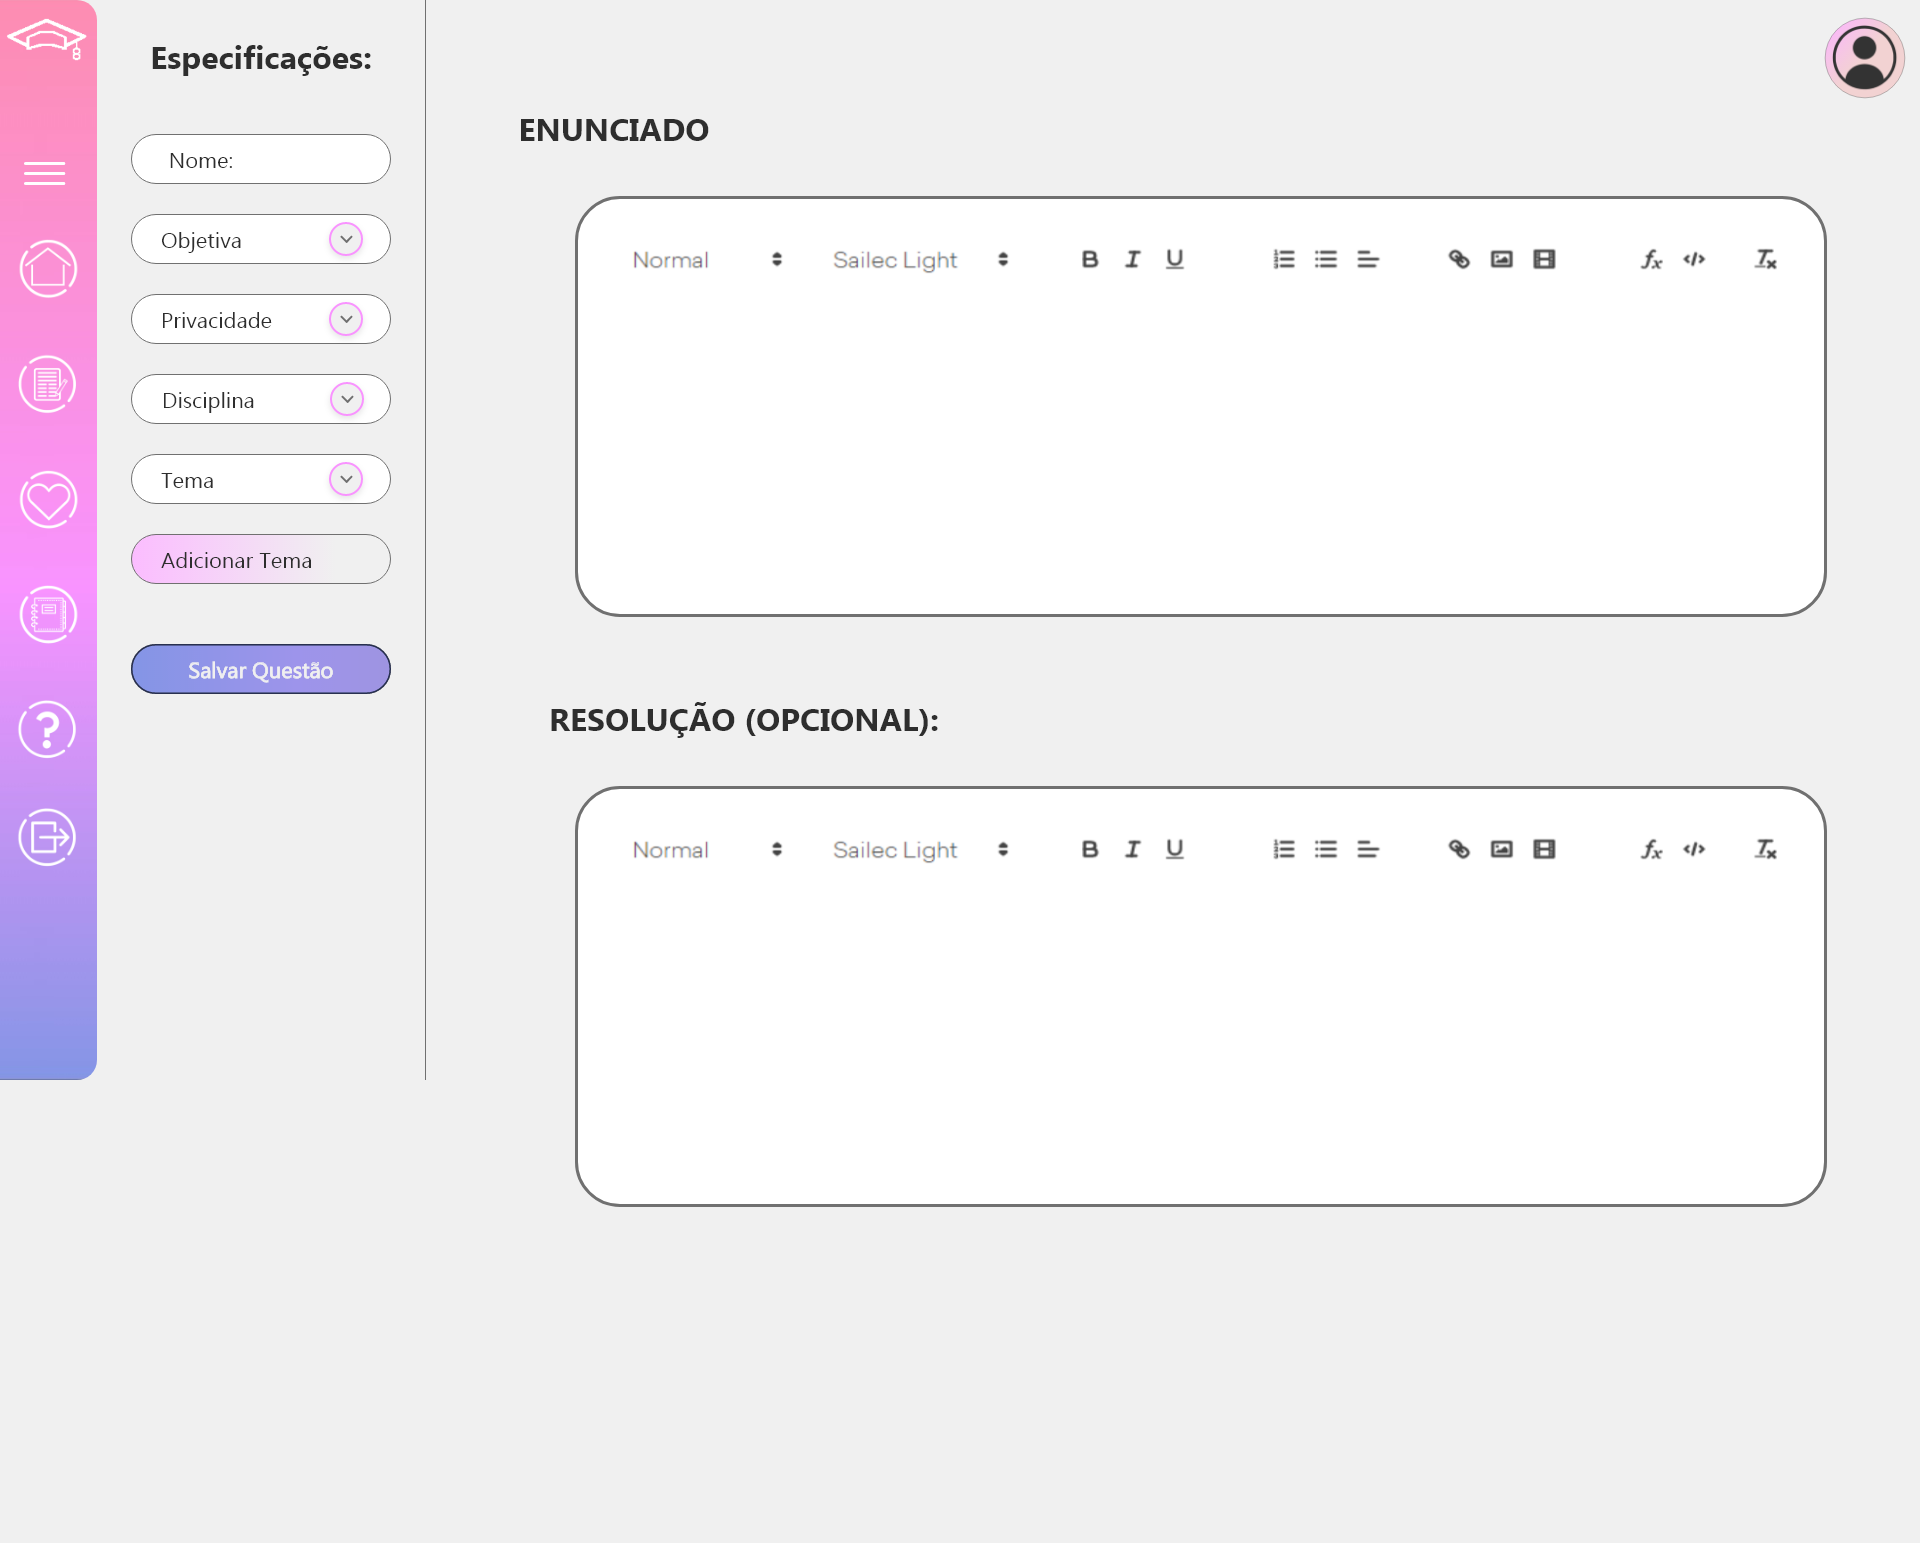 Especificações:
Nome:
Objetiva
Privacidade
Disciplina
Tema
Adicionar Tema
Salvar Questão
ENUNCIADO
Normal Sailec Light B I U
RESOLUÇÃO (OPCIONAL):
Normal Sailec Light B I U